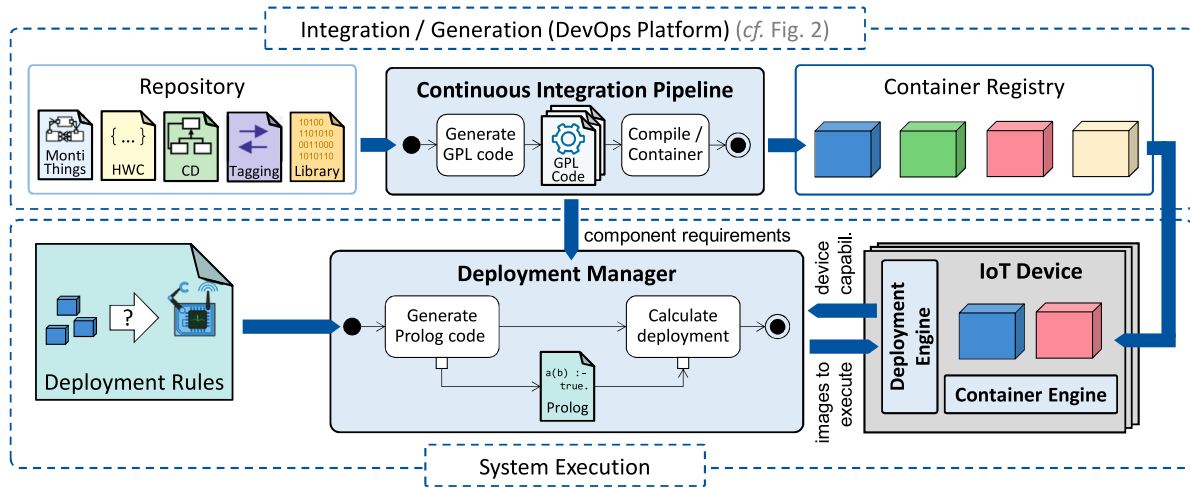 Integration / Generation (DevOps Platform) (cf. Fig. 2)
Repository
Monti
Things
{ ... }
HWC
CD
Tagging
10100
1101010
0011000
1010110
Library
Continuous Integration Pipeline
Generate
GPL code
GPL
Code
Compile /
Container
Container Registry
component requirements
Deployment Rules
?
Deployment Manager
Generate
Prolog code
a(b) :-
true.
Prolog
Calculate
deployment
device
capabil.
images to
execute
IoT Device
Deployment
Engine
Container Engine
System Execution